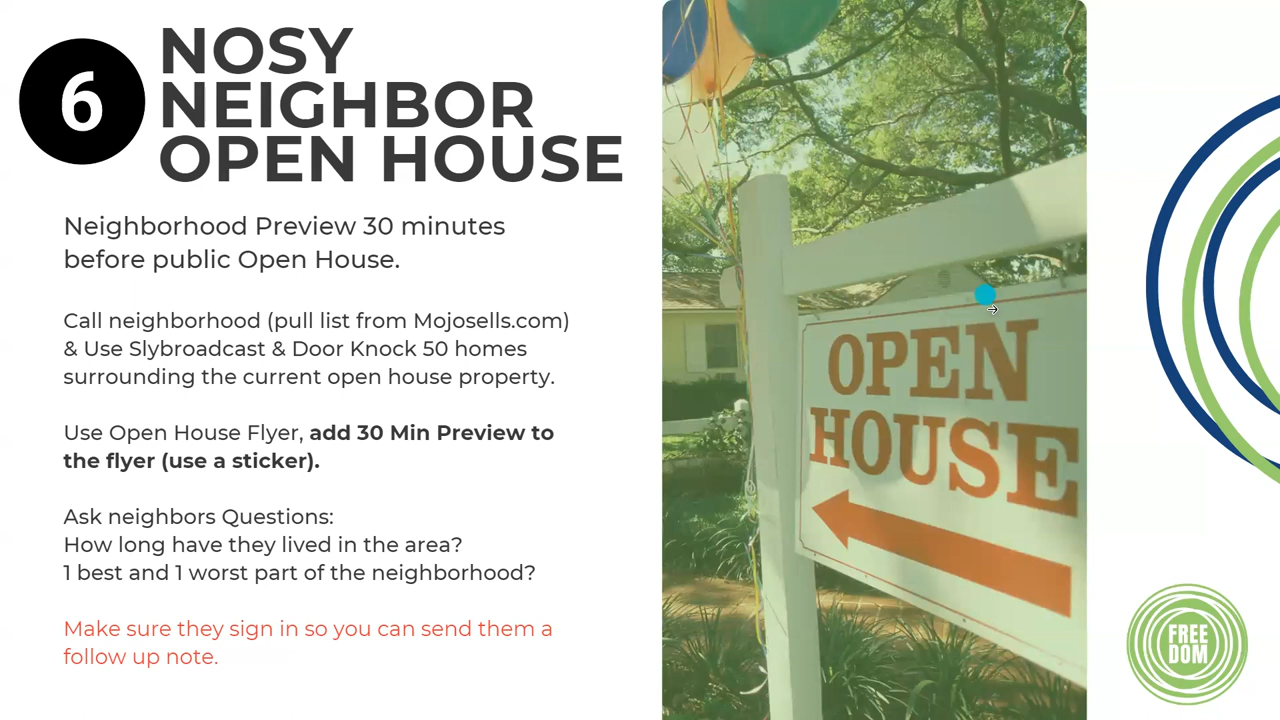 6
NOSY
NEIGHBOR
OPEN HOUSE
Neighborhood Preview 30 minutes
before public Open House.
Call neighborhood (pull list from Mojosells.com)
& Use Slybroadcast & Door Knock 50 homes
surrounding the current open house property.
Use Open House Flyer, add 30 Min Preview to
the flyer (use a sticker).
Ask neighbors Questions:
How long have they lived in the area?
1 best and 1 worst part of the neighborhood?
Make sure they sign in so you can send them a
follow up note.
OPEN
HOUSE
FREE
DOM